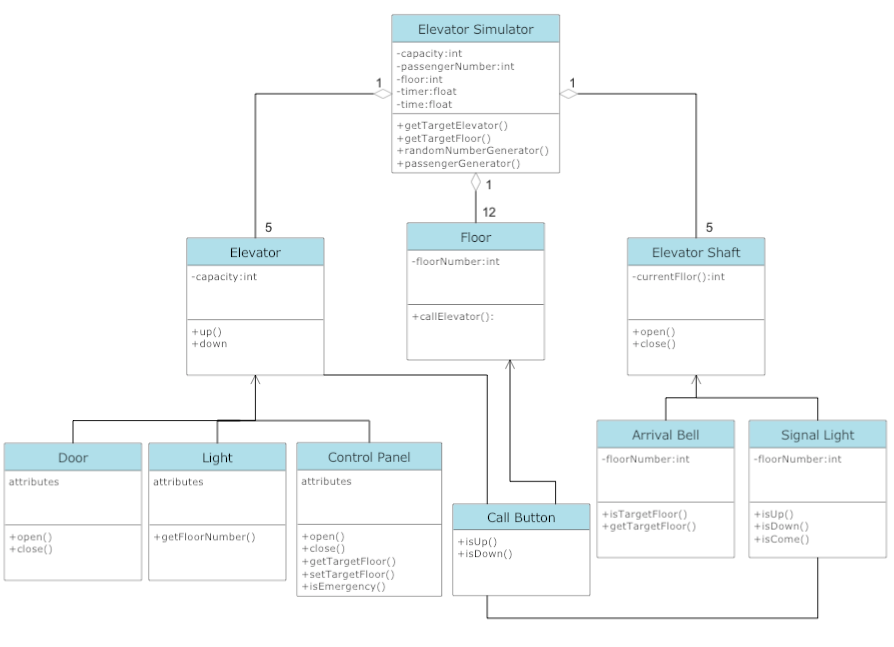 Elevator Simulator
-capacity:int
-passengerNumber:int
-floor:int
-timer:float
-time:float
+getTargetElevator()
+getTargetFloor()
+randomNumberGenerator()
+passengerGenerator()
1
1
1
5
12
5
Elevator
-capacity:int
+up()
+down
Floor
-floorNumber:int
+callElevator():
Elevator Shaft
-currentFllor():int
+open()
+close()
Door
attributes
+open()
+close()
Light
attributes
+getFloorNumber()
Control Panel
attributes
+open()
+close()
+getTargetFloor()
+setTargetFloor()
+isEmergency()
Call Button
+isUp()
+isDown()
Arrival Bell
-floorNumber:int
+isTargetFloor()
+getTargetFloor()
Signal Light
-floorNumber:int
+isUp()
+isDown()
+isCome()